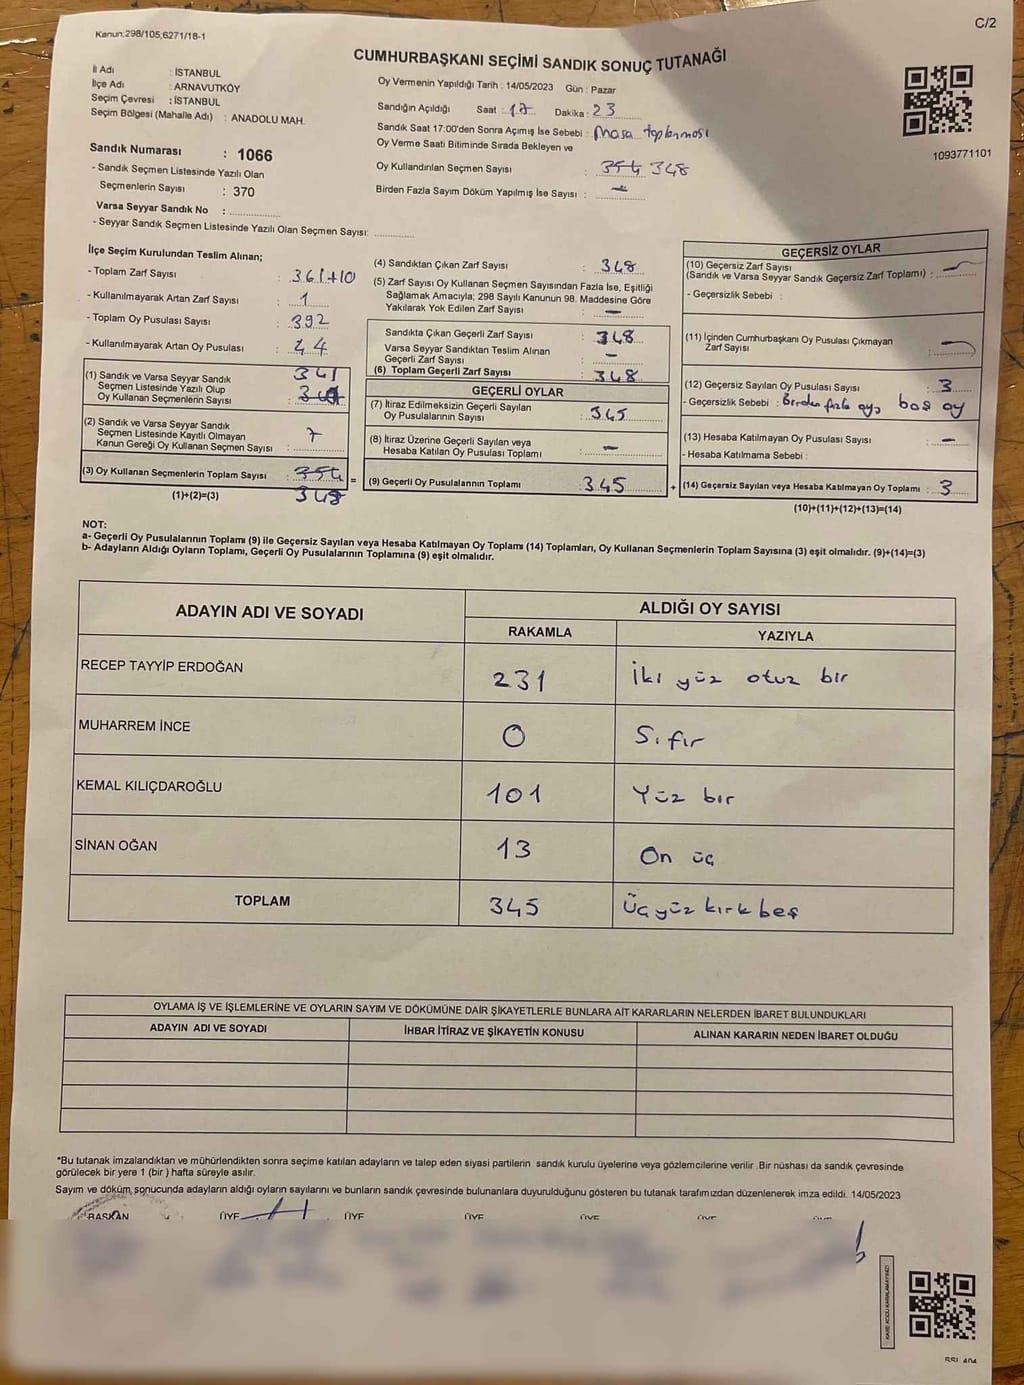 C/2
Kanun:298/105,6271/18-1
CUMHURBAŞKANI SEÇİMİ SANDIK SONUÇ TUTANAĞI
İl Adı : İSTANBUL
İlçe Adı : ARNAVUTKÖY
Seçim Çevresi : İSTANBUL
Seçim Bölgesi (Mahalle Adı) : ANADOLU MAH.
Sandık Numarası : 1066
- Sandık Seçmen Listesinde Yazılı Olan
Seçmenlerin Sayısı : 370
Varsa Seyyar Sandık No :
- Seyyar Sandık Seçmen Listesinde Yazılı Olan Seçmen Sayısı:
Oy Vermenin Yapıldığı Tarih : 14/05/2023 Gün : Pazar
Sandığın Açıldığı Saat : 17 Dakika : 23
Sandık Saat 17:00'den Sonra Açımış İse Sebebi : masa toplanması
Oy Verme Saati Bitiminde Sırada Bekleyen ve
Oy Kullandırılan Seçmen Sayısı : 354 348
Birden Fazla Sayım Döküm Yapılmış İse Sayısı : -
1093771101
İlçe Seçim Kurulundan Teslim Alınan;
- Toplam Zarf Sayısı : 361+10
- Kullanılmayarak Artan Zarf Sayısı : 1
- Toplam Oy Pusulası Sayısı : 392
- Kullanılmayarak Artan Oy Pusulası : 44
(1) Sandık ve Varsa Seyyar Sandık
Seçmen Listesinde Yazılı Olup
Oy Kullanan Seçmenlerin Sayısı : 341
(2) Sandık ve Varsa Seyyar Sandık
Seçmen Listesinde Kayıtlı Olmayan
Kanun Gereği Oy Kullanan Seçmen Sayısı : 7
(3) Oy Kullanan Seçmenlerin Toplam Sayısı : 354
348
(1)+(2)=(3)
(4) Sandıktan Çıkan Zarf Sayısı : 348
(5) Zarf Sayısı Oy Kullanan Seçmen Sayısından Fazla İse, Eşitliği
Sağlamak Amacıyla; 298 Sayılı Kanunun 98. Maddesine Göre
Yakılarak Yok Edilen Zarf Sayısı : -
Sandıkta Çıkan Geçerli Zarf Sayısı : 348
Varsa Seyyar Sandıktan Teslim Alınan
Geçerli Zarf Sayısı : -
(6) Toplam Geçerli Zarf Sayısı : 348
GEÇERLİ OYLAR
(7) İtiraz Edilmeksizin Geçerli Sayılan
Oy Pusulalarının Sayısı : 345
(8) İtiraz Üzerine Geçerli Sayılan veya
Hesaba Katılan Oy Pusulası Toplamı : -
= (9) Geçerli Oy Pusulalarının Toplamı : 345
GEÇERSİZ OYLAR
(10) Geçersiz Zarf Sayısı
(Sandık ve Varsa Seyyar Sandık Geçersiz Zarf Toplamı) : -
- Geçersizlik Sebebi :
(11) İçinden Cumhurbaşkanı Oy Pusulası Çıkmayan
Zarf Sayısı : -
(12) Geçersiz Sayılan Oy Pusulası Sayısı : 3
- Geçersizlik Sebebi : Birden fazla oy, boş oy
(13) Hesaba Katılmayan Oy Pusulası Sayısı : -
- Hesaba Katılmama Sebebi :
+ (14) Geçersiz Sayılan veya Hesaba Katılmayan Oy Toplamı : 3
(10)+(11)+(12)+(13)=(14)
NOT:
a- Geçerli Oy Pusulalarının Toplamı (9) ile Geçersiz Sayılan veya Hesaba Katılmayan Oy Toplamı (14) Toplamları, Oy Kullanan Seçmenlerin Toplam Sayısına (3) eşit olmalıdır. (9)+(14)=(3)
b- Adayların Aldığı Oyların Toplamı, Geçerli Oy Pusulalarının Toplamına (9) eşit olmalıdır.
ADAYIN ADI VE SOYADI ALDIĞI OY SAYISI
RAKAMLA YAZIYLA
RECEP TAYYİP ERDOĞAN 231 İki yüz otuz bir
MUHARREM İNCE 0 Sıfır
KEMAL KILIÇDAROĞLU 101 Yüz bir
SİNAN OĞAN 13 On üç
TOPLAM 345 Üçyüz kırk beş
OYLAMA İŞ VE İŞLEMLERİNE VE OYLARIN SAYIM VE DÖKÜMÜNE DAİR ŞİKAYETLERLE BUNLARA AİT KARARLARIN NELERDEN İBARET BULUNDUKLARI
ADAYIN ADI VE SOYADI İHBAR İTİRAZ VE ŞİKAYETİN KONUSU ALINAN KARARIN NEDEN İBARET OLDUĞU
*Bu tutanak imzalandıktan ve mühürlendikten sonra seçime katılan adayların ve talep eden siyasi partilerin sandık kurulu üyelerine veya gözlemcilerine verilir .Bir nüshası da sandık çevresinde
görülecek bir yere 1 (bir ) hafta süreyle asılır.
Sayım ve döküm sonucunda adayların aldığı oyların sayılarını ve bunların sandık çevresinde bulunanlara duyurulduğunu gösteren bu tutanak tarafımızdan düzenlenerek imza edildi. 14/05/2023
BAŞKAN ÜYE ÜYE ÜYE ÜYE ÜYE ÜYE
KARE KODU KARALAMAYINIZ!